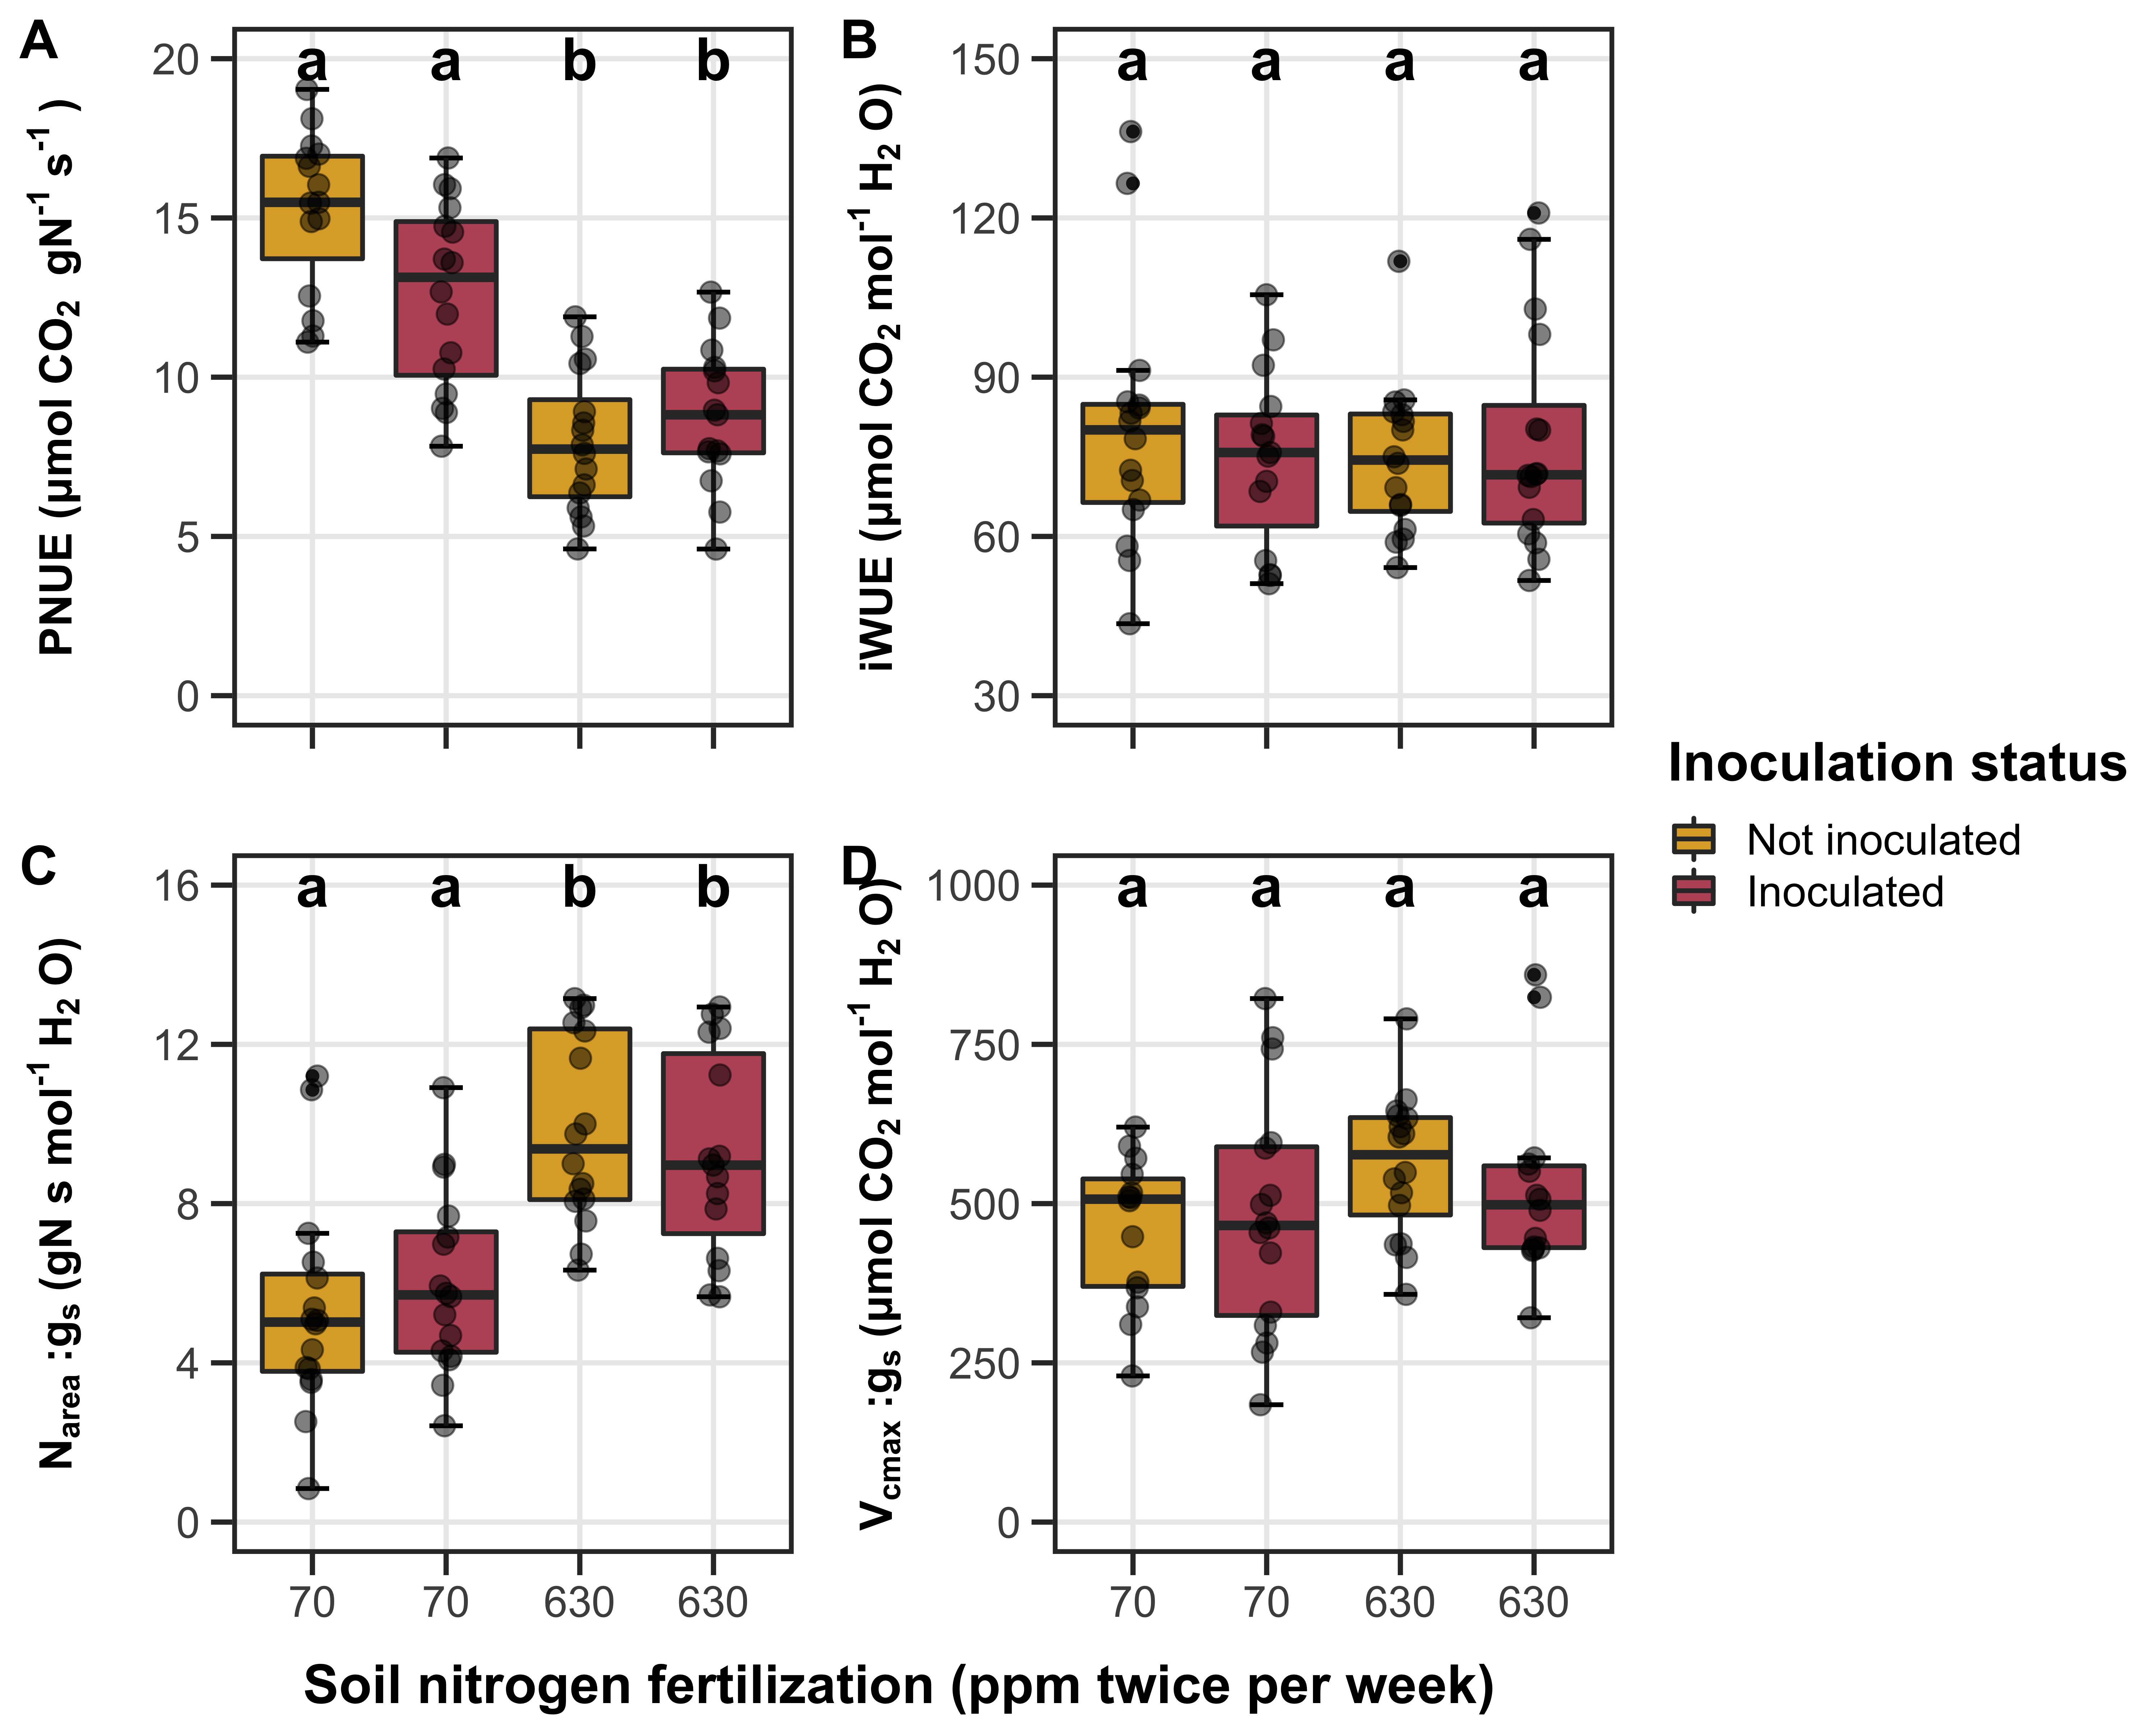 A
B
20
15
10
5
0
a a b b
PNUE (µmol CO2 gN-1 s-1 )
150
120
90
60
30
a a a a
iWUE (µmol CO2 mol-1 H2 O)
Inoculation status
Not inoculated
Inoculated
C
D
16
12
8
4
0
a a b b
Narea :gs (gN s mol-1 H2 O)
70 70 630 630
1000
750
500
250
0
a a a a
Vcmax :gs (µmol CO2 mol-1 H2 O)
70 70 630 630
Soil nitrogen fertilization (ppm twice per week)